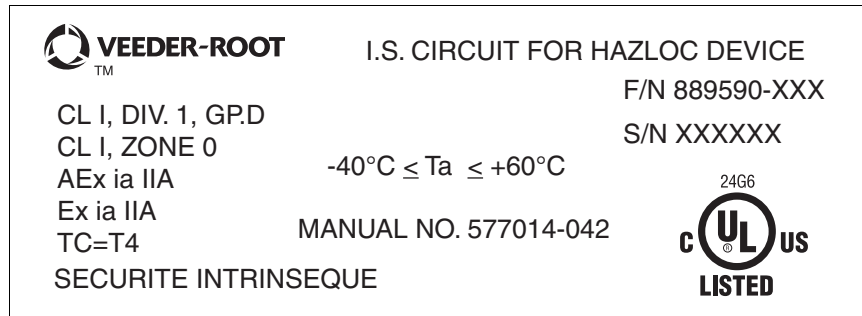 VEEDER-ROOT
TM
I.S. CIRCUIT FOR HAZLOC DEVICE
F/N 889590-XXX
S/N XXXXXX
CL I, DIV. 1, GP.D
CL I, ZONE 0
AEx ia IIA
Ex ia IIA
TC=T4
SECURITE INTRINSEQUE
-40°C ≤ Ta ≤ +60°C
MANUAL NO. 577014-042
24G6
C UL ® US
LISTED